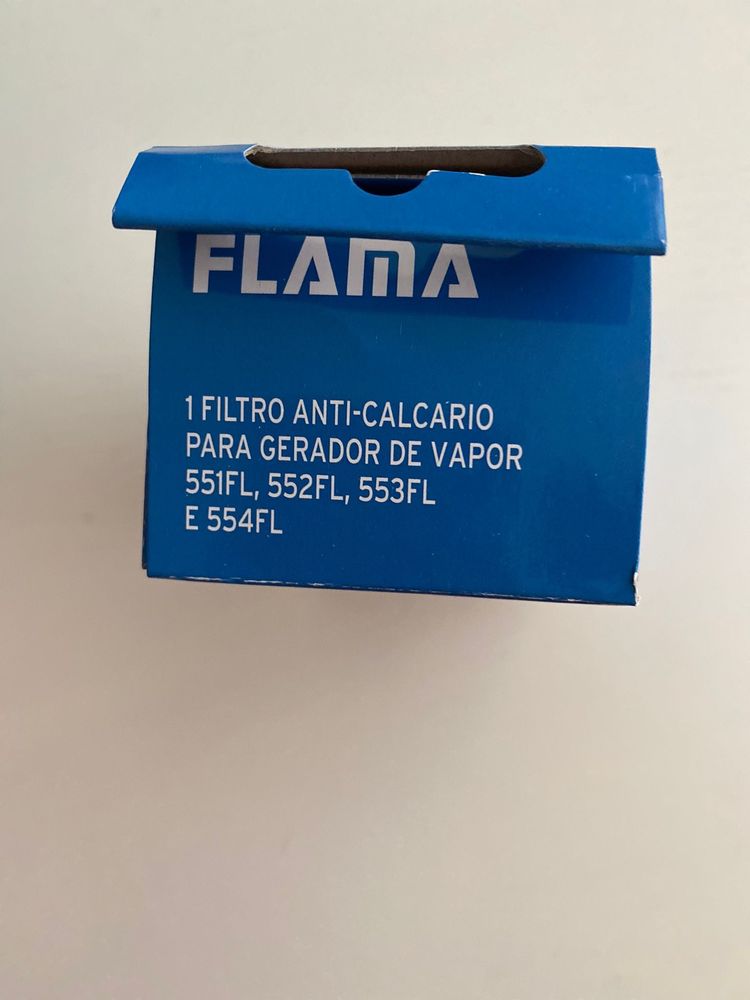 FLAMA
1 FILTRO ANTI-CALCARIO
PARA GERADOR DE VAPOR
551FL, 552FL, 553FL
E 554FL